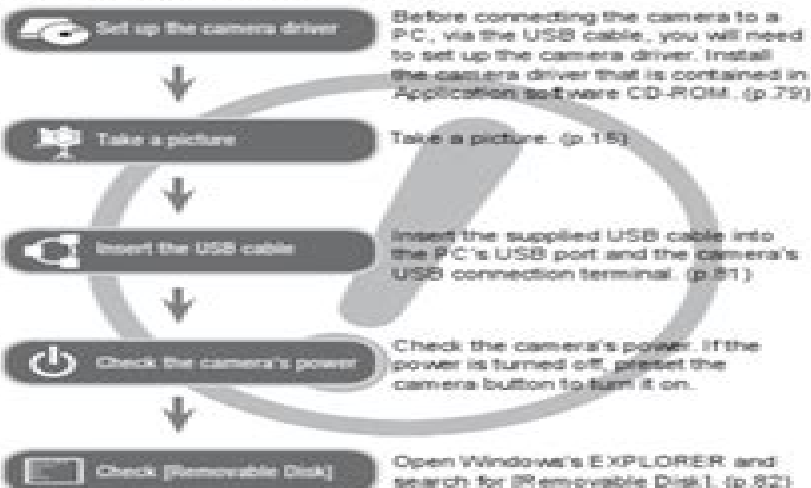 Set up the camera driver
Before connecting the camera to a
PC, via the USB cable, you will need
to set up the camera driver. Install
the camera driver that is contained in
Application software CD-ROM. (p.79)
Take a picture
Take a picture. (p.15)
Insert the USB cable
Insert the supplied USB cable into
the PC's USB port and the camera's
USB connection terminal. (p.81)
Check the camera's power
Check the camera's power. If the
power is turned off, preset the
camera button to turn it on.
Check [Removable Disk]
Open Windows's EXPLORER and
search for [Removable Disk]. (p.82)